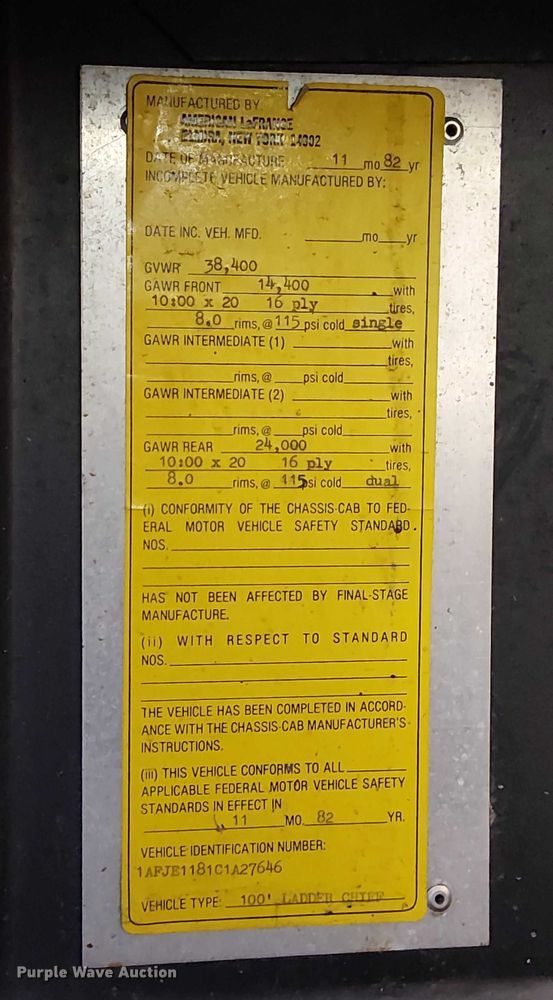 MANUFACTURED BY
AMERICAN LaFRANCE
ELMIRA, NEW YORK 14902
DATE OF MANUFACTURE 11 mo 82 yr
INCOMPLETE VEHICLE MANUFACTURED BY:
DATE INC. VEH. MFD. mo yr
GVWR 38,400
GAWR FRONT 14,400 with
10:00 x 20 16 ply tires,
8.0 rims, @ 115 psi cold single
GAWR INTERMEDIATE (1) with
tires,
rims, @ psi cold
GAWR INTERMEDIATE (2) with
tires,
rims, @ psi cold
GAWR REAR 24,000 with
10:00 x 20 16 ply tires,
8.0 rims, @ 115 psi cold dual
(i) CONFORMITY OF THE CHASSIS-CAB TO FED-
ERAL MOTOR VEHICLE SAFETY STANDARD
NOS.
HAS NOT BEEN AFFECTED BY FINAL-STAGE
MANUFACTURE.
(ii) WITH RESPECT TO STANDARD
NOS.
THE VEHICLE HAS BEEN COMPLETED IN ACCORD-
ANCE WITH THE CHASSIS-CAB MANUFACTURER'S
INSTRUCTIONS.
(iii) THIS VEHICLE CONFORMS TO ALL
APPLICABLE FEDERAL MOTOR VEHICLE SAFETY
STANDARDS IN EFFECT IN
11 MO. 82 YR.
VEHICLE IDENTIFICATION NUMBER:
1AFJE1181C1A27646
VEHICLE TYPE: 100' LADDER CHIEF
Purple Wave Auction